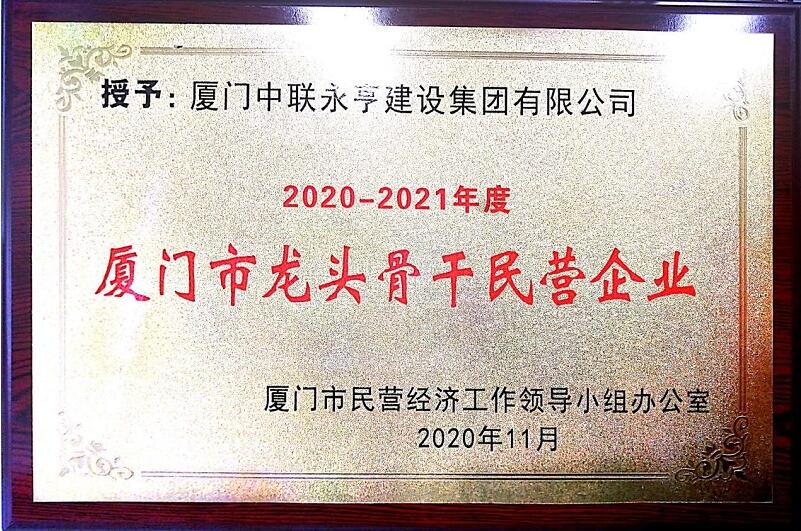 授予：厦门中联永亨建设集团有限公司
2020-2021年度
厦门市龙头骨干民营企业
厦门市民营经济工作领导小组办公室
2020年11月